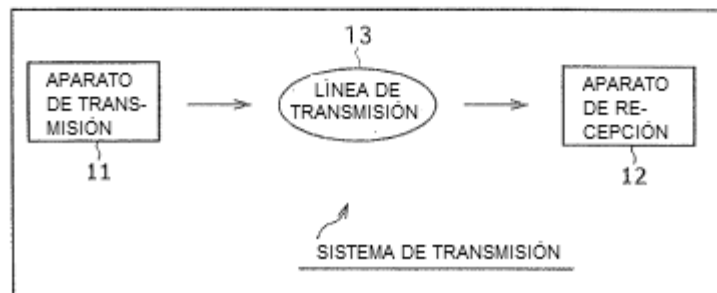 13
APARATO
DE TRANS-
MISIÓN
LÍNEA DE
TRANSMISIÓN
APARATO
DE RE-
CEPCIÓN
11
12
SISTEMA DE TRANSMISIÓN